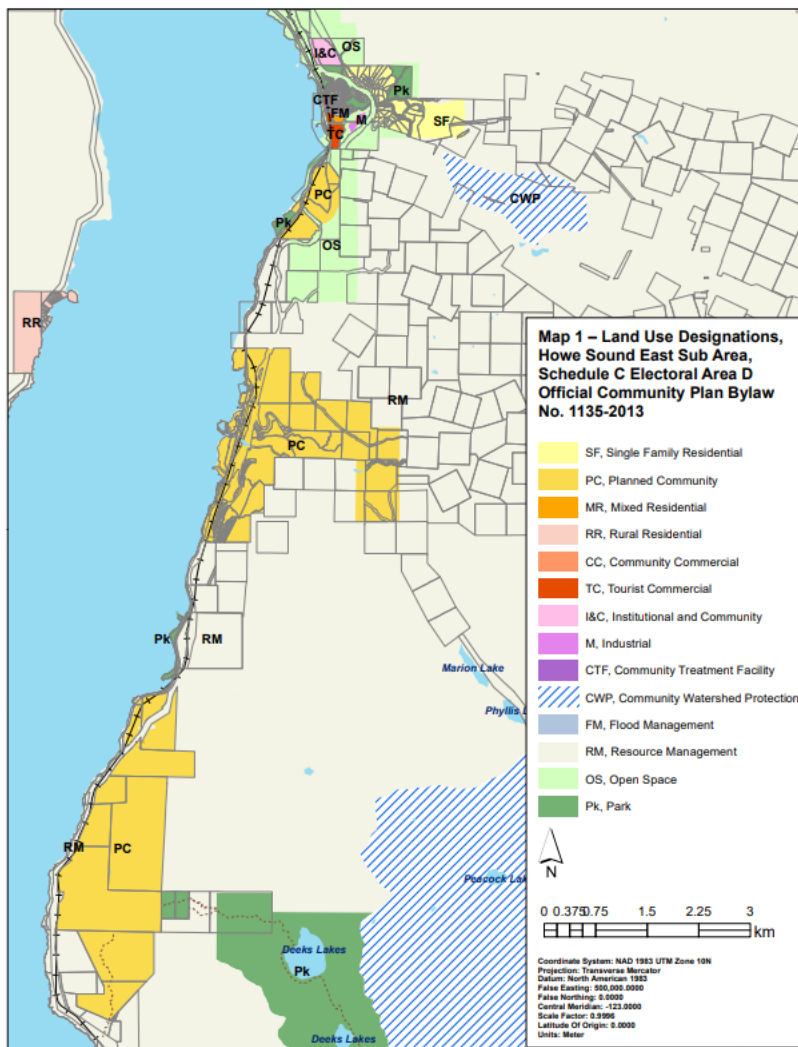 I&C
OS
Pk
CTF
FM
M
SF
TC
PC
CWP
Pk
OS
RR
RM
PC
Pk
RM
Marion Lake
Phyllis L
RM
PC
Peacock Lak
Deeks Lakes
Pk
Deeks Lakes
Map 1 – Land Use Designations,
Howe Sound East Sub Area,
Schedule C Electoral Area D
Official Community Plan Bylaw
No. 1135-2013
SF, Single Family Residential
PC, Planned Community
MR, Mixed Residential
RR, Rural Residential
CC, Community Commercial
TC, Tourist Commercial
I&C, Institutional and Community
M, Industrial
CTF, Community Treatment Facility
CWP, Community Watershed Protection
FM, Flood Management
RM, Resource Management
OS, Open Space
Pk, Park
N
0 0.375 0.75 1.5 2.25 3
km
Coordinate System: NAD 1983 UTM Zone 10N
Projection: Transverse Mercator
Datum: North American 1983
False Easting: 500,000.0000
False Northing: 0.0000
Central Meridian: -123.0000
Scale Factor: 0.9996
Latitude Of Origin: 0.0000
Units: Meter